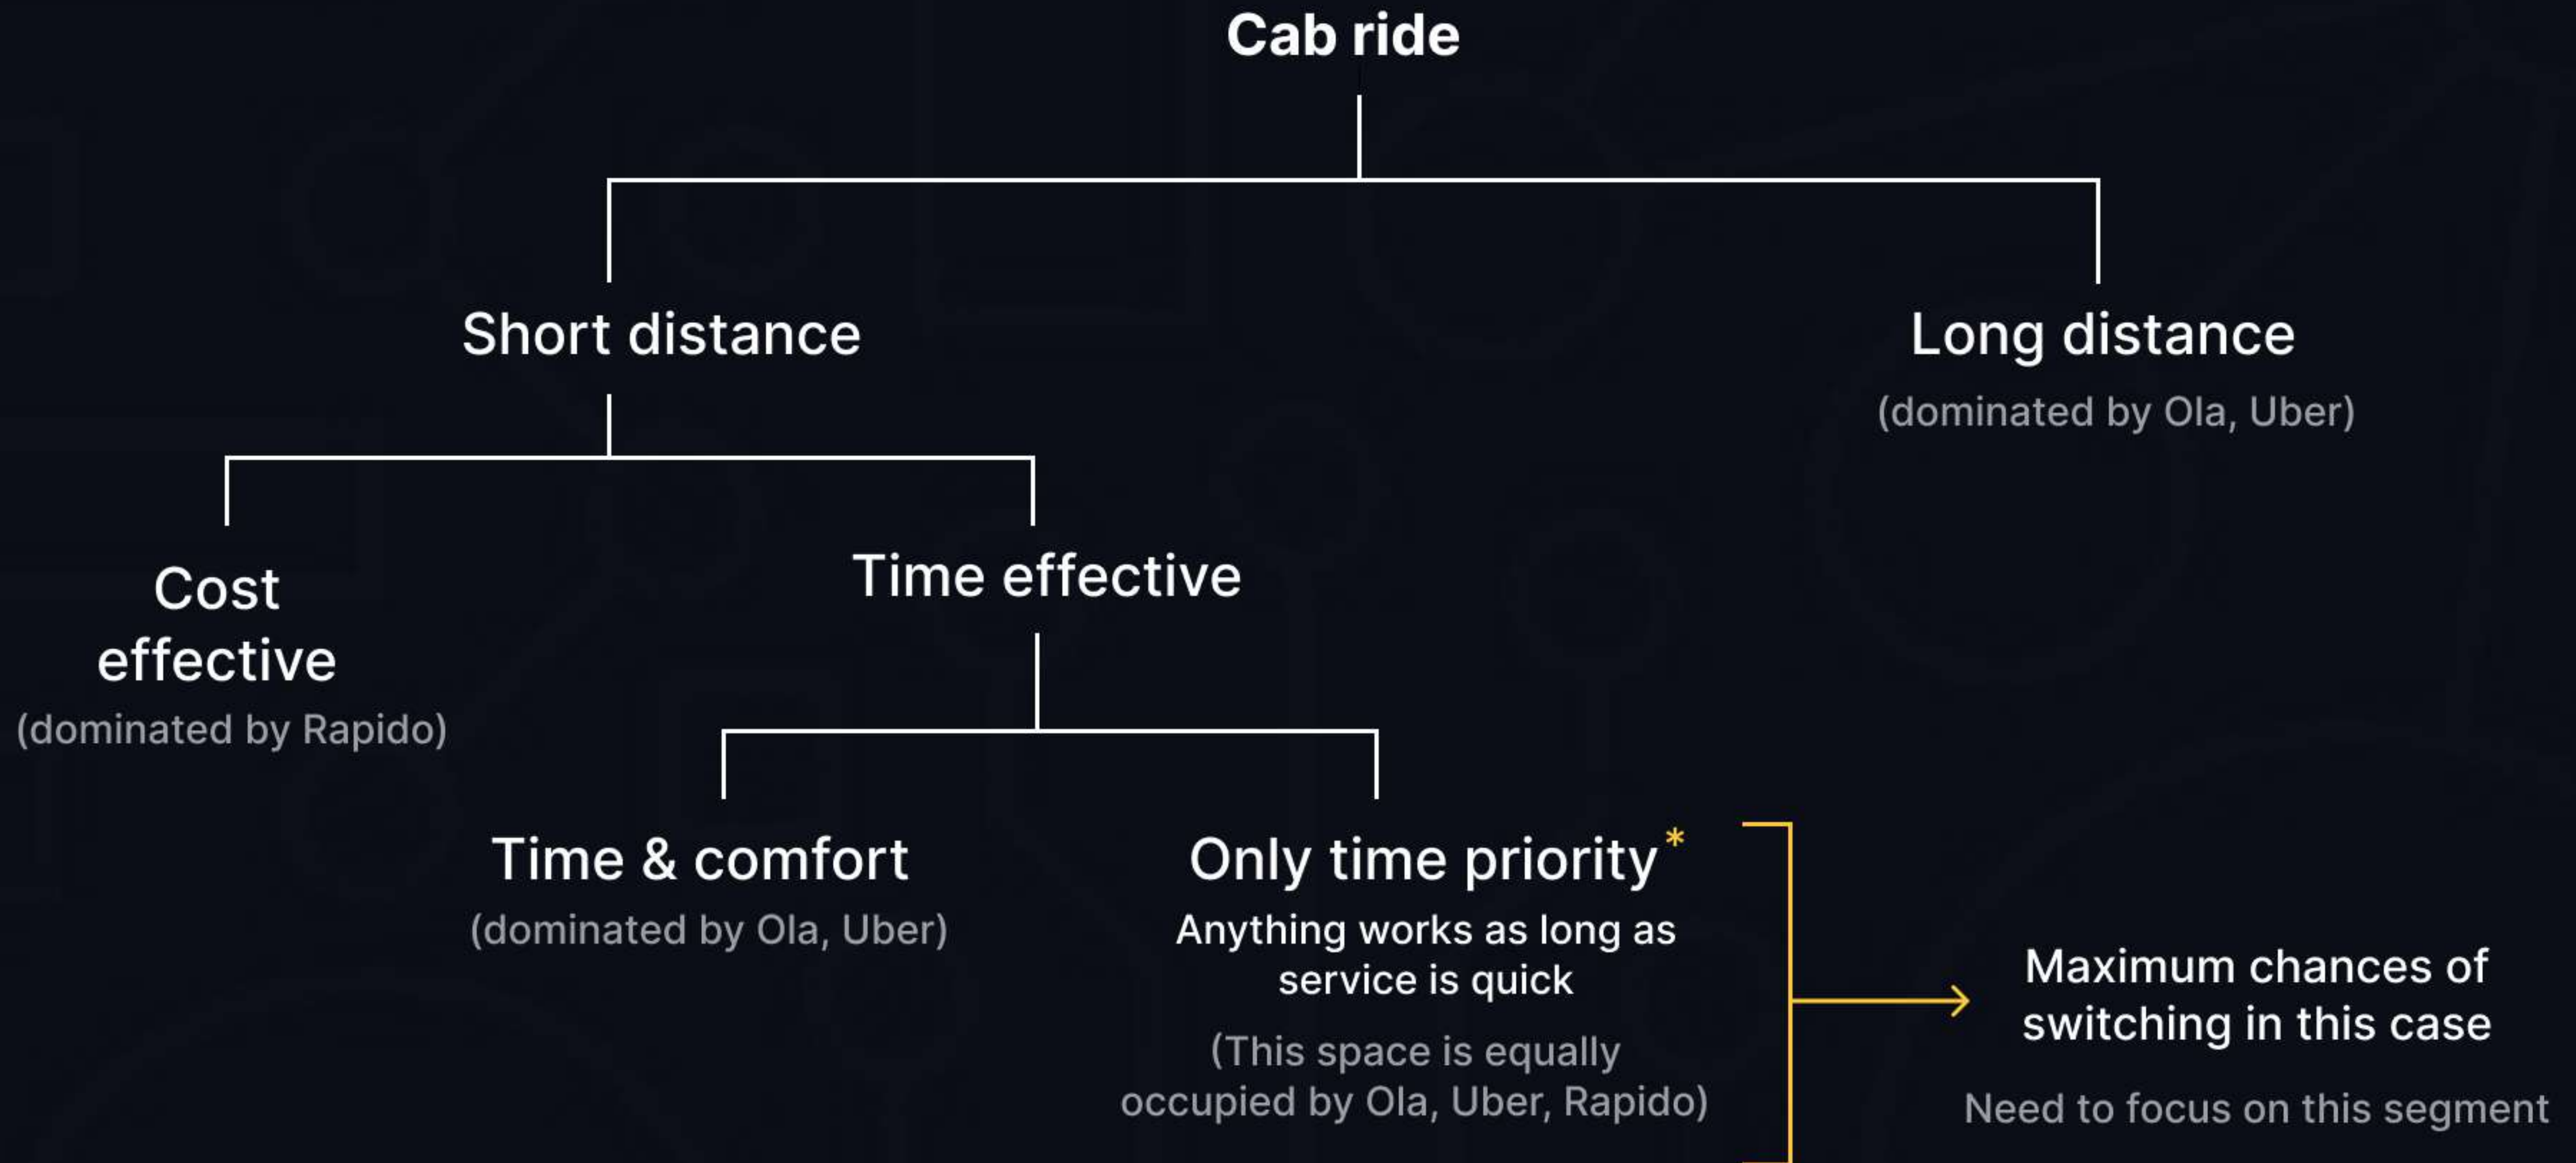 Cab ride
Short distance
Long distance
(dominated by Ola, Uber)
Cost
effective
(dominated by Rapido)
Time effective
Time & comfort
(dominated by Ola, Uber)
Only time priority*
Anything works as long as
service is quick
(This space is equally
occupied by Ola, Uber, Rapido)
Maximum chances of
switching in this case
Need to focus on this segment